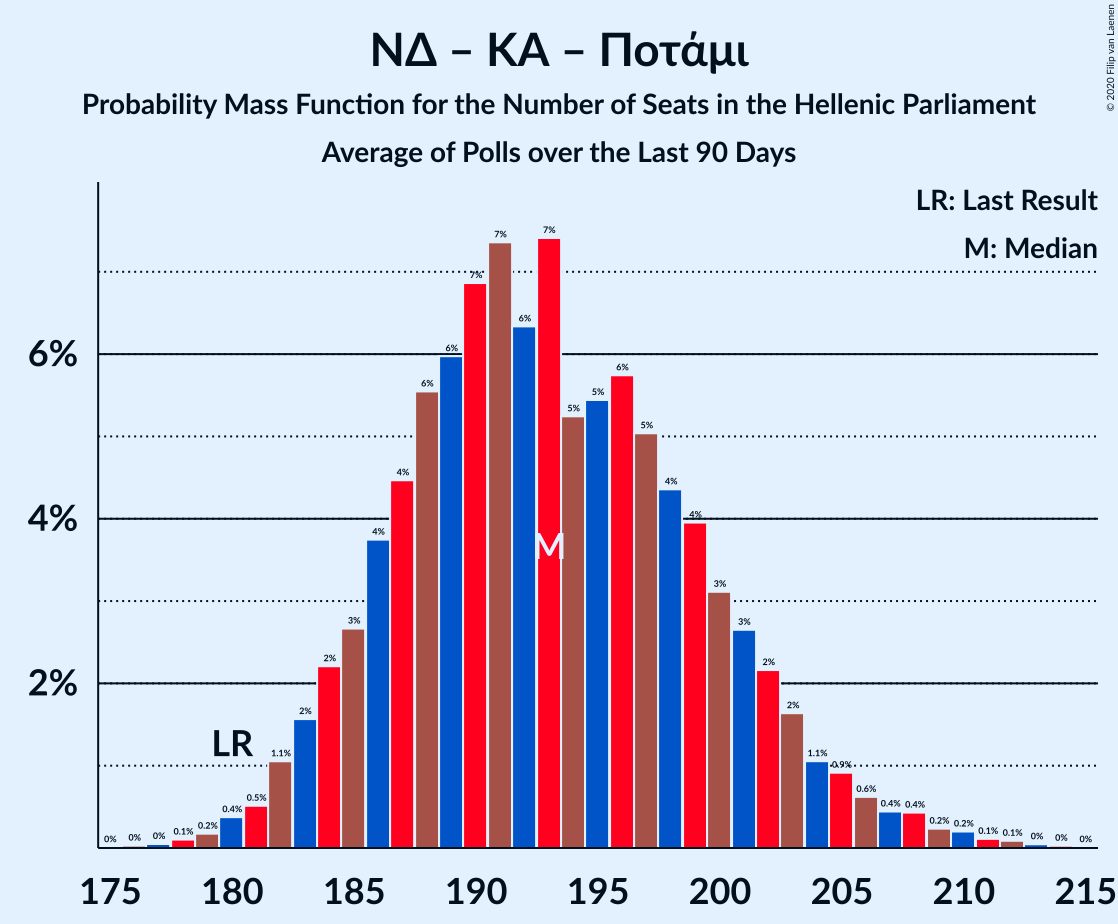 ΝΔ – ΚΑ – Ποτάμι
Probability Mass Function for the Number of Seats in the Hellenic Parliament
Average of Polls over the Last 90 Days
© 2020 Filip van Laenen
LR: Last Result
M: Median
6%
4%
2%
0% 0% 0% 0.1% 0.2% 0.4% 0.5% 1.1% 2% 2% 3% 4% 4% 6% 6% 7% 7% 6% 7% 5% 5% 6% 5% 4% 4% 3% 3% 2% 2% 1.1% 0.9% 0.6% 0.4% 0.4% 0.2% 0.2% 0.1% 0.1% 0% 0% 0%
LR
M
175 180 185 190 195 200 205 210 215